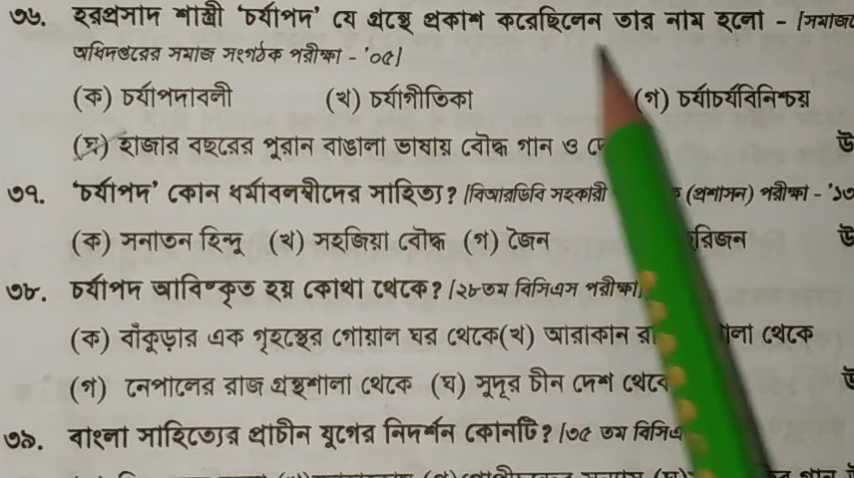 ৩৬. হরপ্রসাদ শাস্ত্রী ‘চর্যাপদ’ যে গ্রন্থে প্রকাশ করেছিলেন তার নাম হলো - [সমাজ
অধিদপ্তরের সমাজ সংগঠক পরীক্ষা - '০৫]
(ক) চর্যাপদাবলী (খ) চর্যাগীতিকা (গ) চর্যাচর্যবিনিশ্চয়
(ঘ) হাজার বছরের পুরান বাঙালা ভাষায় বৌদ্ধ গান ও দে উ
৩৭. ‘চর্যাপদ’ কোন ধর্মাবলম্বীদের সাহিত্য? [বিআরডিবি সহকারী (প্রশাসন) পরীক্ষা - '১৩
(ক) সনাতন হিন্দু (খ) সহজিয়া বৌদ্ধ (গ) জৈন রিজন উ
৩৮. চর্যাপদ আবিষ্কৃত হয় কোথা থেকে? [২৮তম বিসিএস পরীক্ষা]
(ক) বাঁকুড়ার এক গৃহস্থের গোয়াল ঘর থেকে(খ) আরাকান থেকে
(গ) নেপালের রাজ গ্রন্থশালা থেকে (ঘ) সুদূর চীন দেশ থেকে
৩৯. বাংলা সাহিত্যের প্রাচীন যুগের নিদর্শন কোনটি? [৩৫ তম বিসিএ